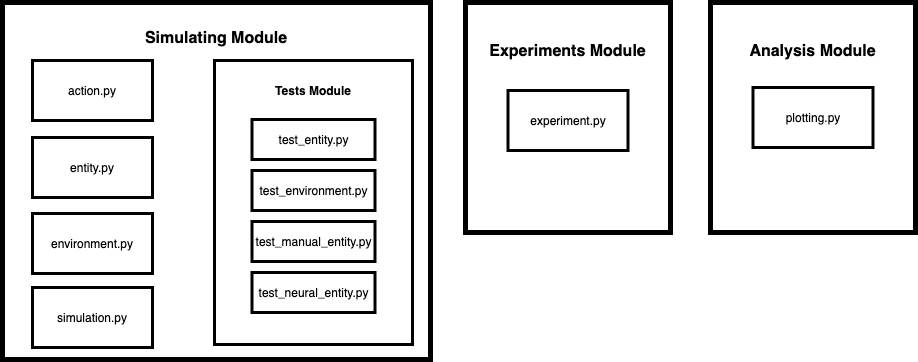 Simulating Module
action.py
entity.py
environment.py
simulation.py
Tests Module
test_entity.py
test_environment.py
test_manual_entity.py
test_neural_entity.py
Experiments Module
experiment.py
Analysis Module
plotting.py